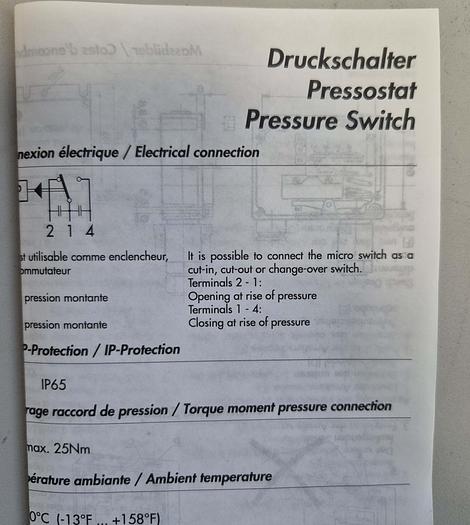 Druckschalter
Pressostat
Pressure Switch
nexion électrique / Electrical connection
P
2 1 4
st utilisable comme enclencheur,
ommutateur
pression montante
pression montante
It is possible to connect the micro switch as a
cut-in, cut-out or change-over switch.
Terminals 2 - 1:
Opening at rise of pressure
Terminals 1 - 4:
Closing at rise of pressure
P-Protection / IP-Protection
IP65
rage raccord de pression / Torque moment pressure connection
max. 25Nm
pérature ambiante / Ambient temperature
0°C (-13°F ... +158°F)